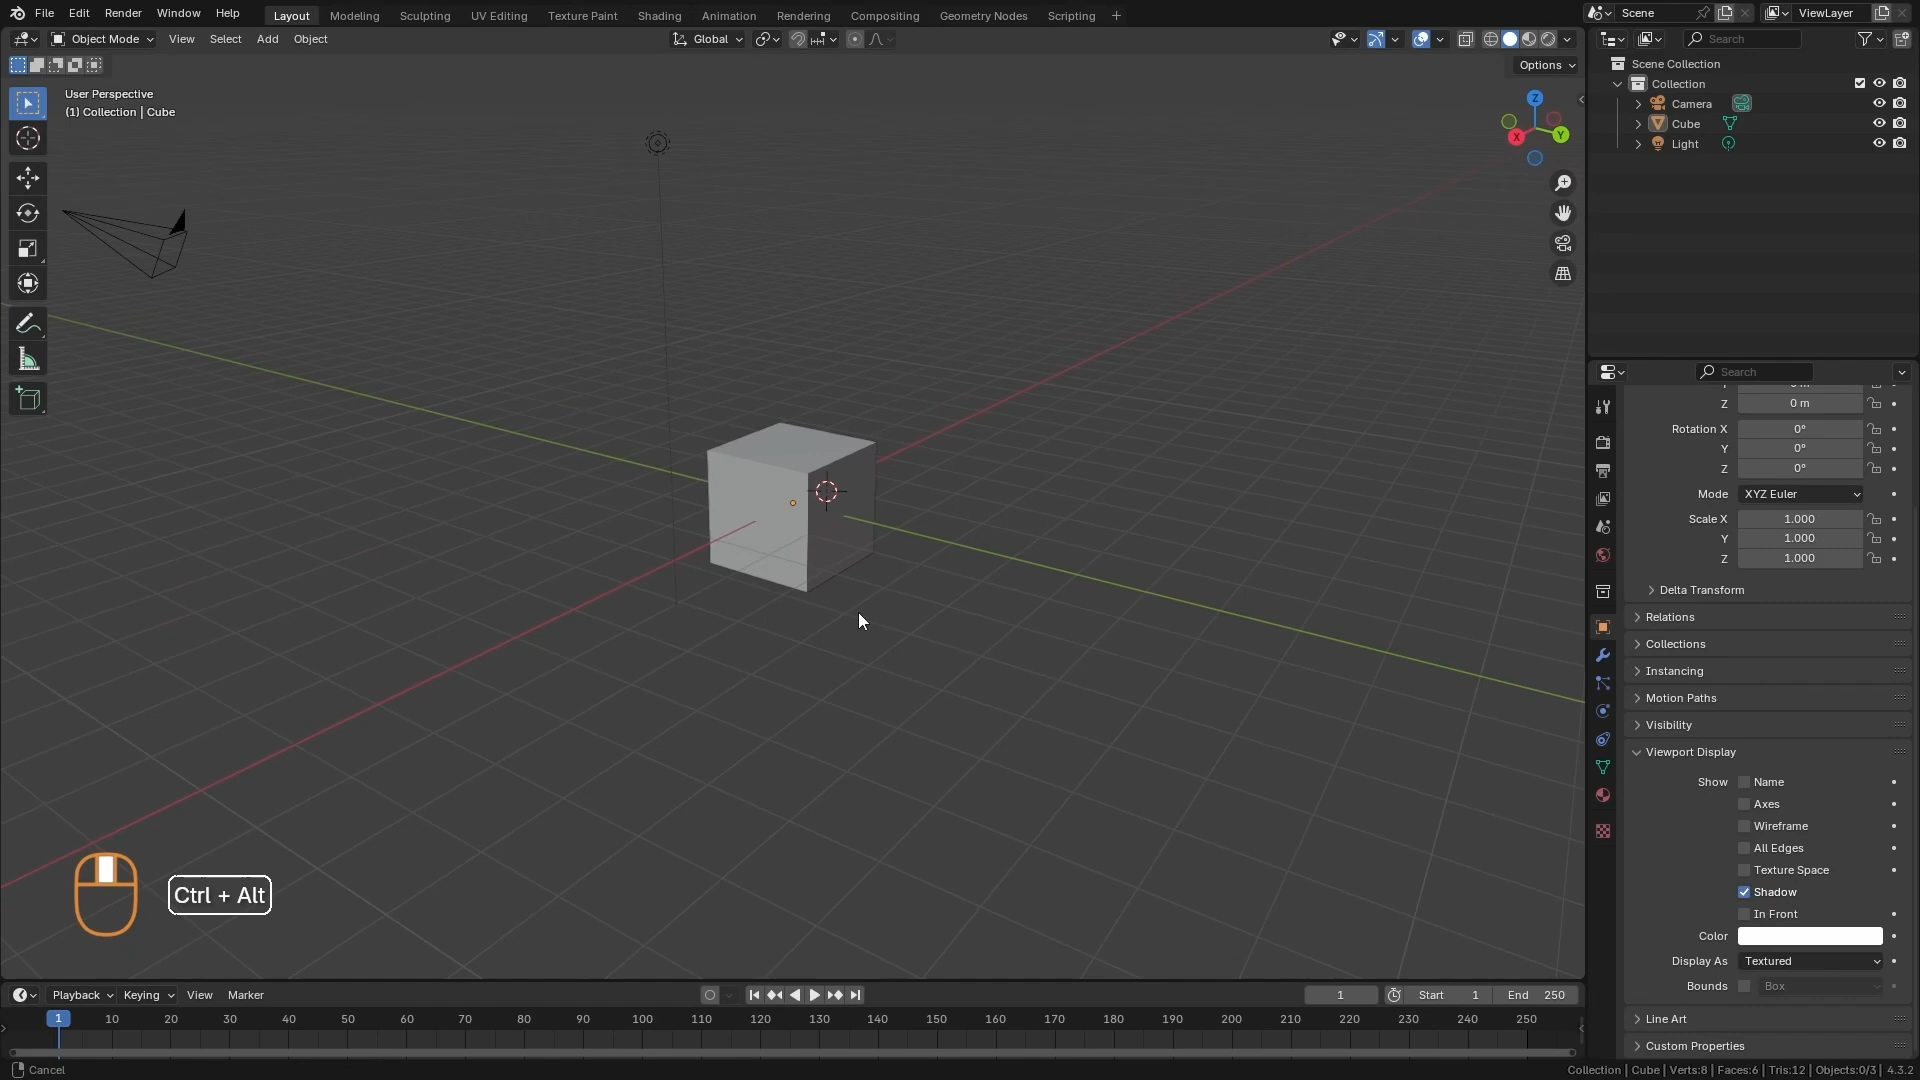 File Edit Render Window Help Layout Modeling Sculpting UV Editing Texture Paint Shading Animation Rendering Compositing Geometry Nodes Scripting + Scene ViewLayer
Object Mode View Select Add Object Global Search
Options
User Perspective
(1) Collection | Cube
Z
X
Y
Scene Collection
Collection
Camera
Cube
Light
Search
Z 0 m
Rotation X 0°
Y 0°
Z 0°
Mode XYZ Euler
Scale X 1.000
Y 1.000
Z 1.000
Delta Transform
Relations
Collections
Instancing
Motion Paths
Visibility
Viewport Display
Show Name
Axes
Wireframe
All Edges
Texture Space
Shadow
In Front
Color
Display As Textured
Bounds Box
Line Art
Custom Properties
Ctrl + Alt
Playback Keying View Marker 1 Start 1 End 250
1 10 20 30 40 50 60 70 80 90 100 110 120 130 140 150 160 170 180 190 200 210 220 230 240 250
Cancel Collection | Cube | Verts:8 | Faces:6 | Tris:12 | Objects:0/3 | 4.3.2